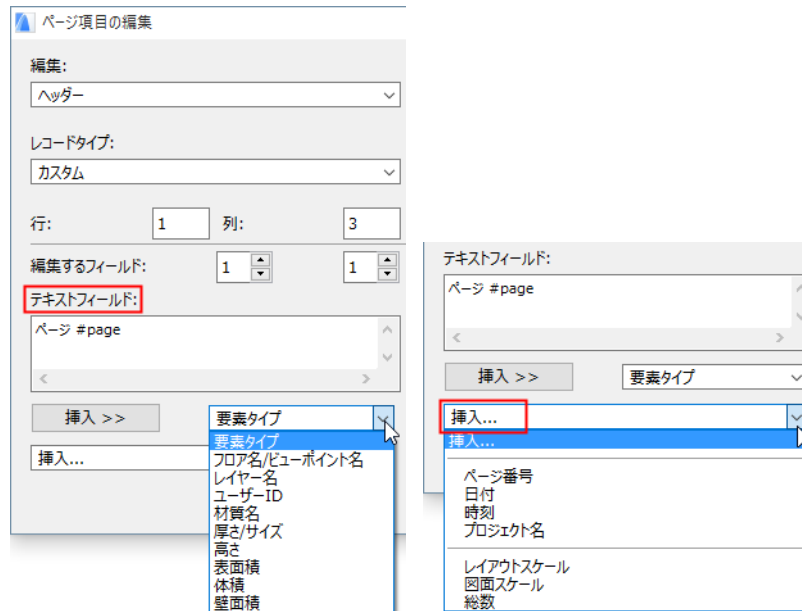 ページ項目の編集
編集:
ヘッダー
レコードタイプ:
カスタム
行: 1 列: 3
編集するフィールド: 1 1
テキストフィールド:
ページ #page
挿入 >> 要素タイプ
挿入...
要素タイプ
フロア名/ビューポイント名
レイヤー名
ユーザーID
材質名
厚さ/サイズ
高さ
表面積
体積
壁面積
テキストフィールド:
ページ #page
挿入 >> 要素タイプ
挿入...
挿入...
ページ番号
日付
時刻
プロジェクト名
レイアウトスケール
図面スケール
総数